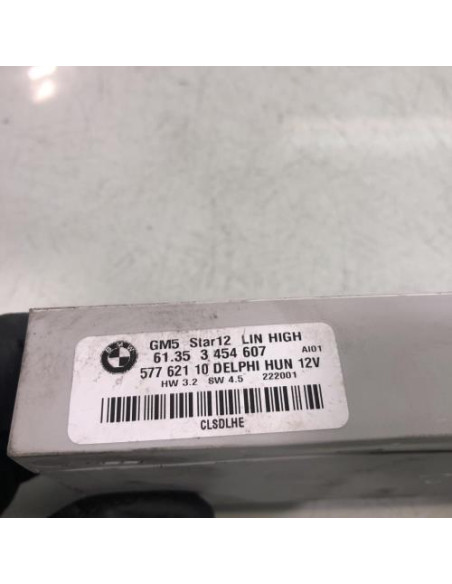 BMW
GM5 Star12 LIN HIGH
61.35 3 454 607 AI01
577 621 10 DELPHI HUN 12V
HW 3.2 SW 4.5 222001
CLSDLHE